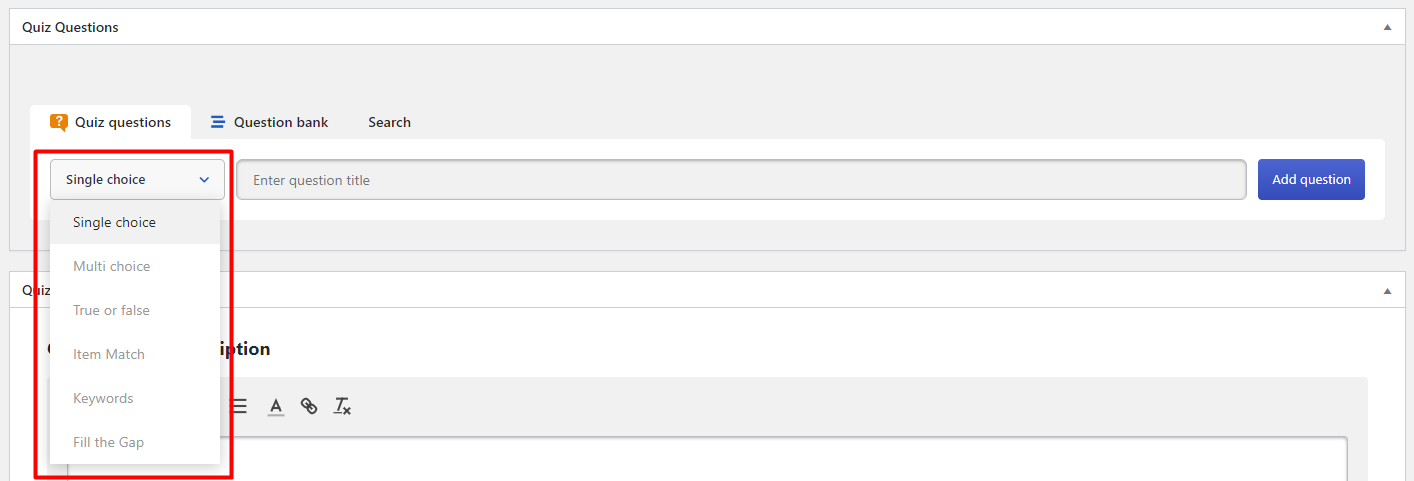 Quiz Questions
Quiz questions
Question bank
Search
Single choice
Enter question title
Add question
Single choice
Multi choice
True or false
Item Match
Keywords
Fill the Gap
Quiz